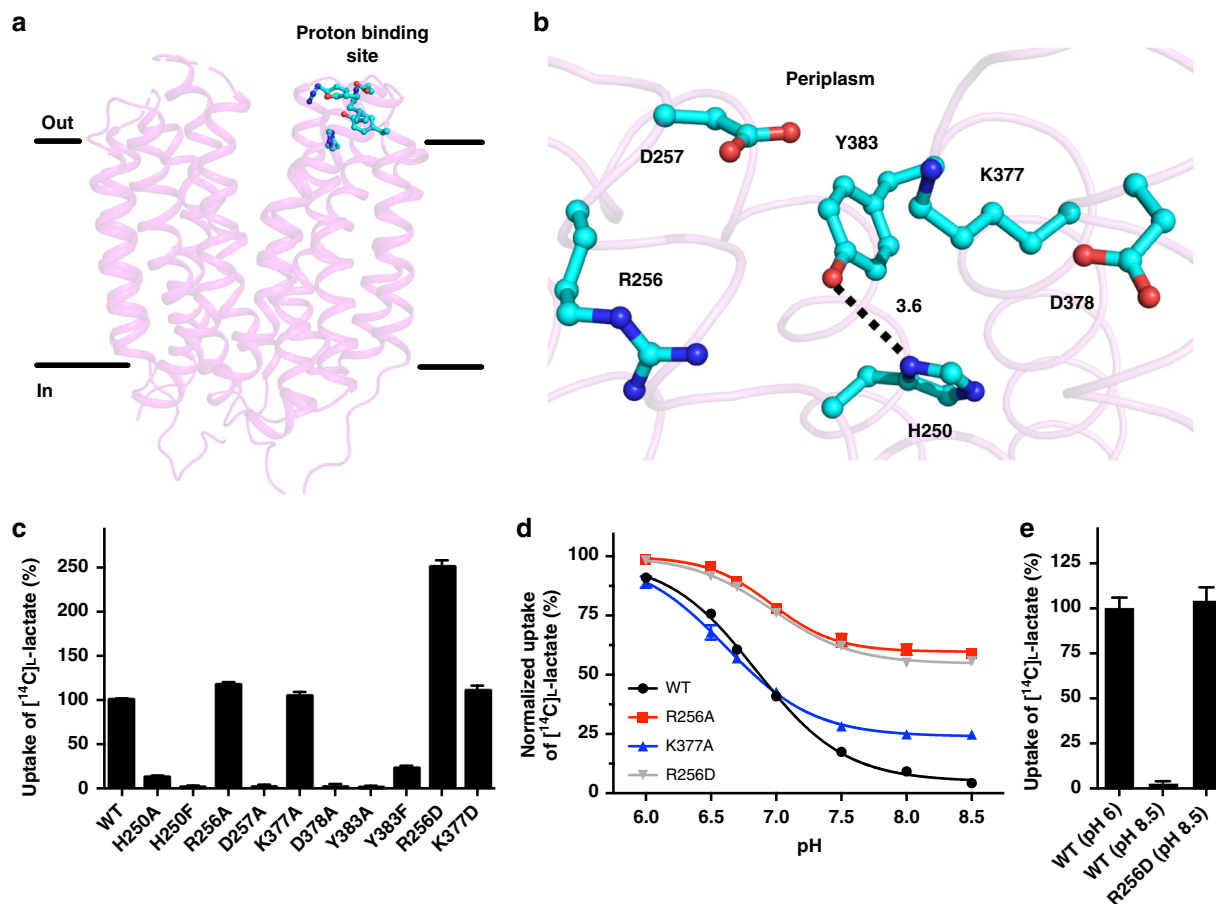 a
Proton binding
site
Out
In
b
Periplasm
D257
Y383
K377
R256
3.6
D378
H250
c
Uptake of [¹⁴C]L-lactate (%)
250
200
150
100
50
0
WT
H250A
H250F
R256A
D257A
K377A
D378A
Y383A
Y383F
R256D
K377D
d
Normalized uptake
of [¹⁴C]L-lactate (%)
100
75
50
25
0
WT
R256A
K377A
R256D
6.0 6.5 7.0 7.5 8.0 8.5
pH
e
Uptake of [¹⁴C]L-lactate (%)
125
100
75
50
25
0
WT (pH 6)
WT (pH 8.5)
R256D (pH 8.5)